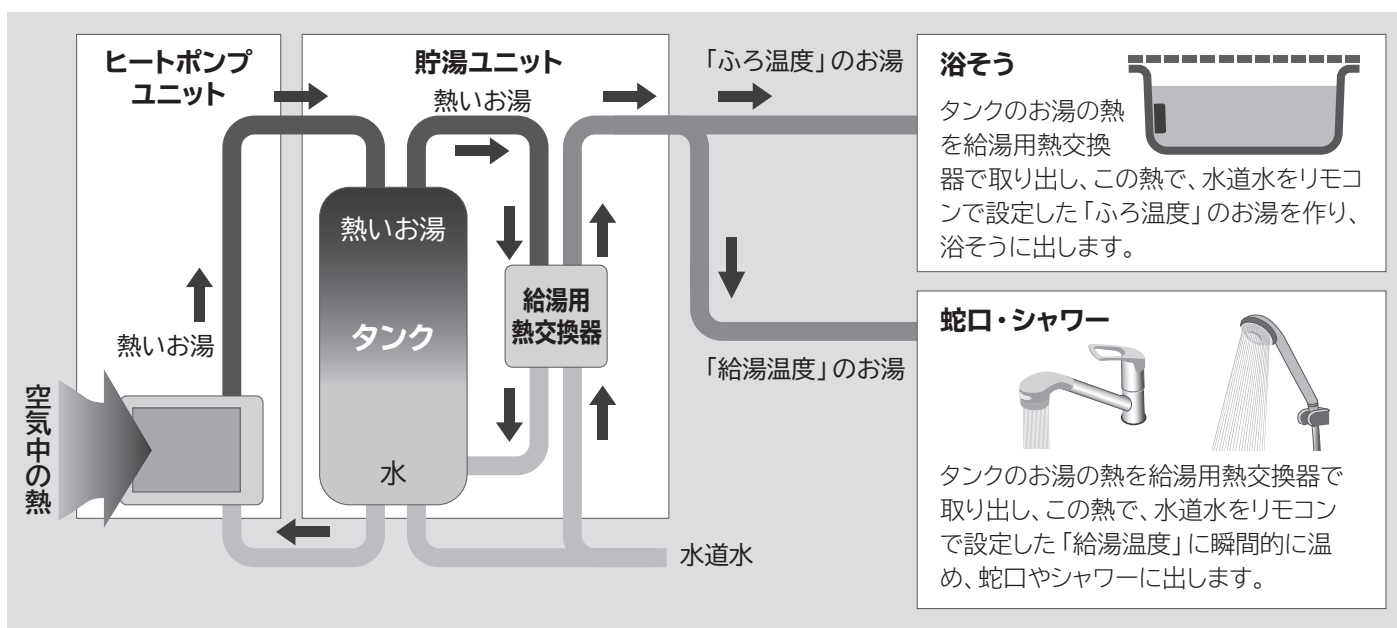 ヒートポンプ
ユニット
貯湯ユニット
熱いお湯
「ふろ温度」のお湯
熱いお湯
タンク
水
給湯用
熱交換器
熱いお湯
空気中の熱
「給湯温度」のお湯
水道水
浴そう
タンクのお湯の熱
を給湯用熱交換
器で取り出し、この熱で、水道水をリモコ
ンで設定した「ふろ温度」のお湯を作り、
浴そうに出します。
蛇口・シャワー
タンクのお湯の熱を給湯用熱交換器で
取り出し、この熱で、水道水をリモコン
で設定した「給湯温度」に瞬間的に温
め、蛇口やシャワーに出します。